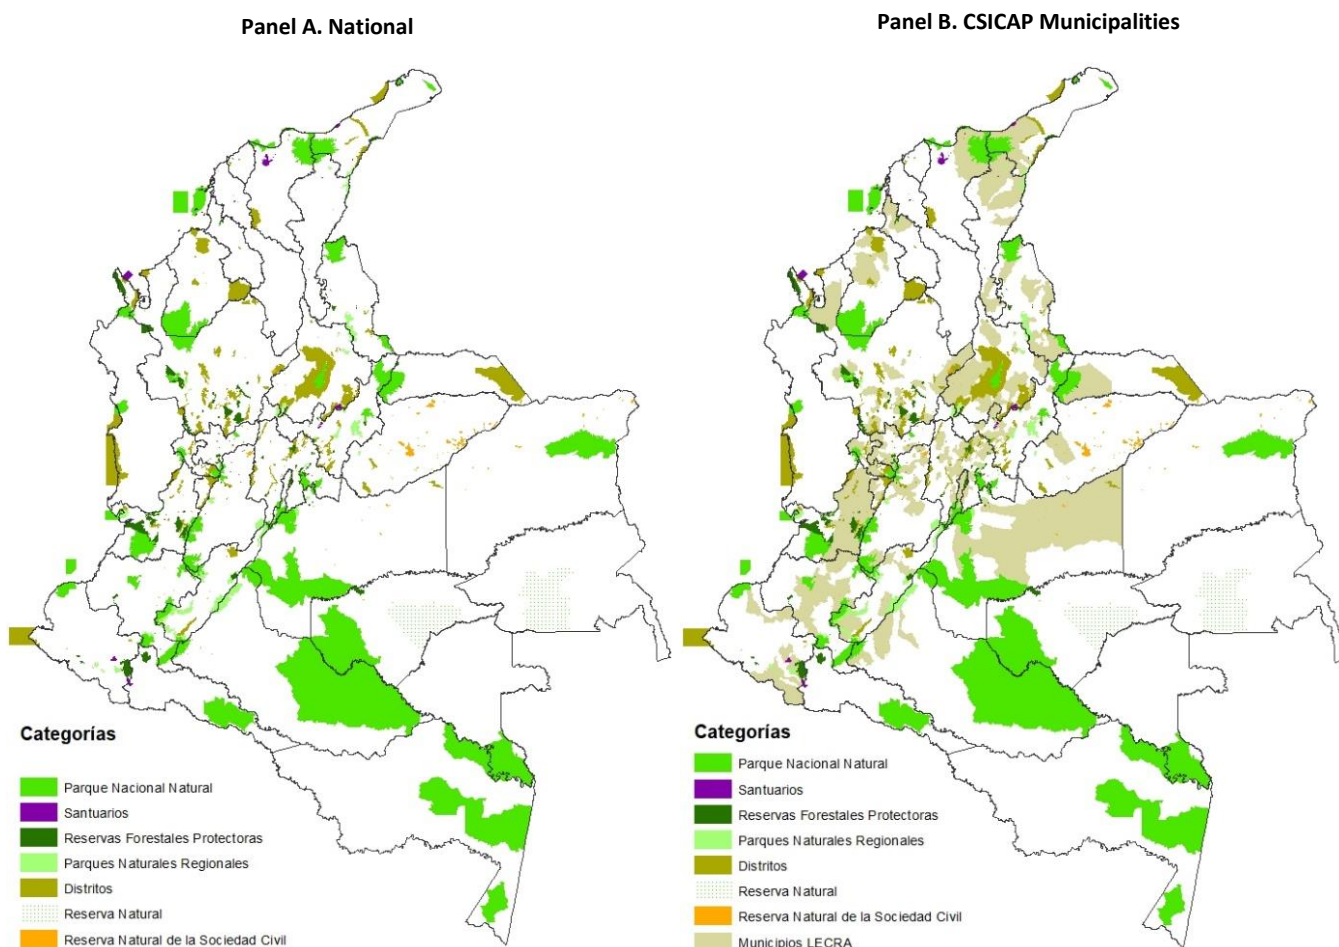 Panel A. National
Panel B. CSICAP Municipalities
Categorías
Parque Nacional Natural
Santuarios
Reservas Forestales Protectoras
Parques Naturales Regionales
Distritos
Reserva Natural
Reserva Natural de la Sociedad Civil
Categorías
Parque Nacional Natural
Santuarios
Reservas Forestales Protectoras
Parques Naturales Regionales
Distritos
Reserva Natural
Reserva Natural de la Sociedad Civil
Municipios LECRA